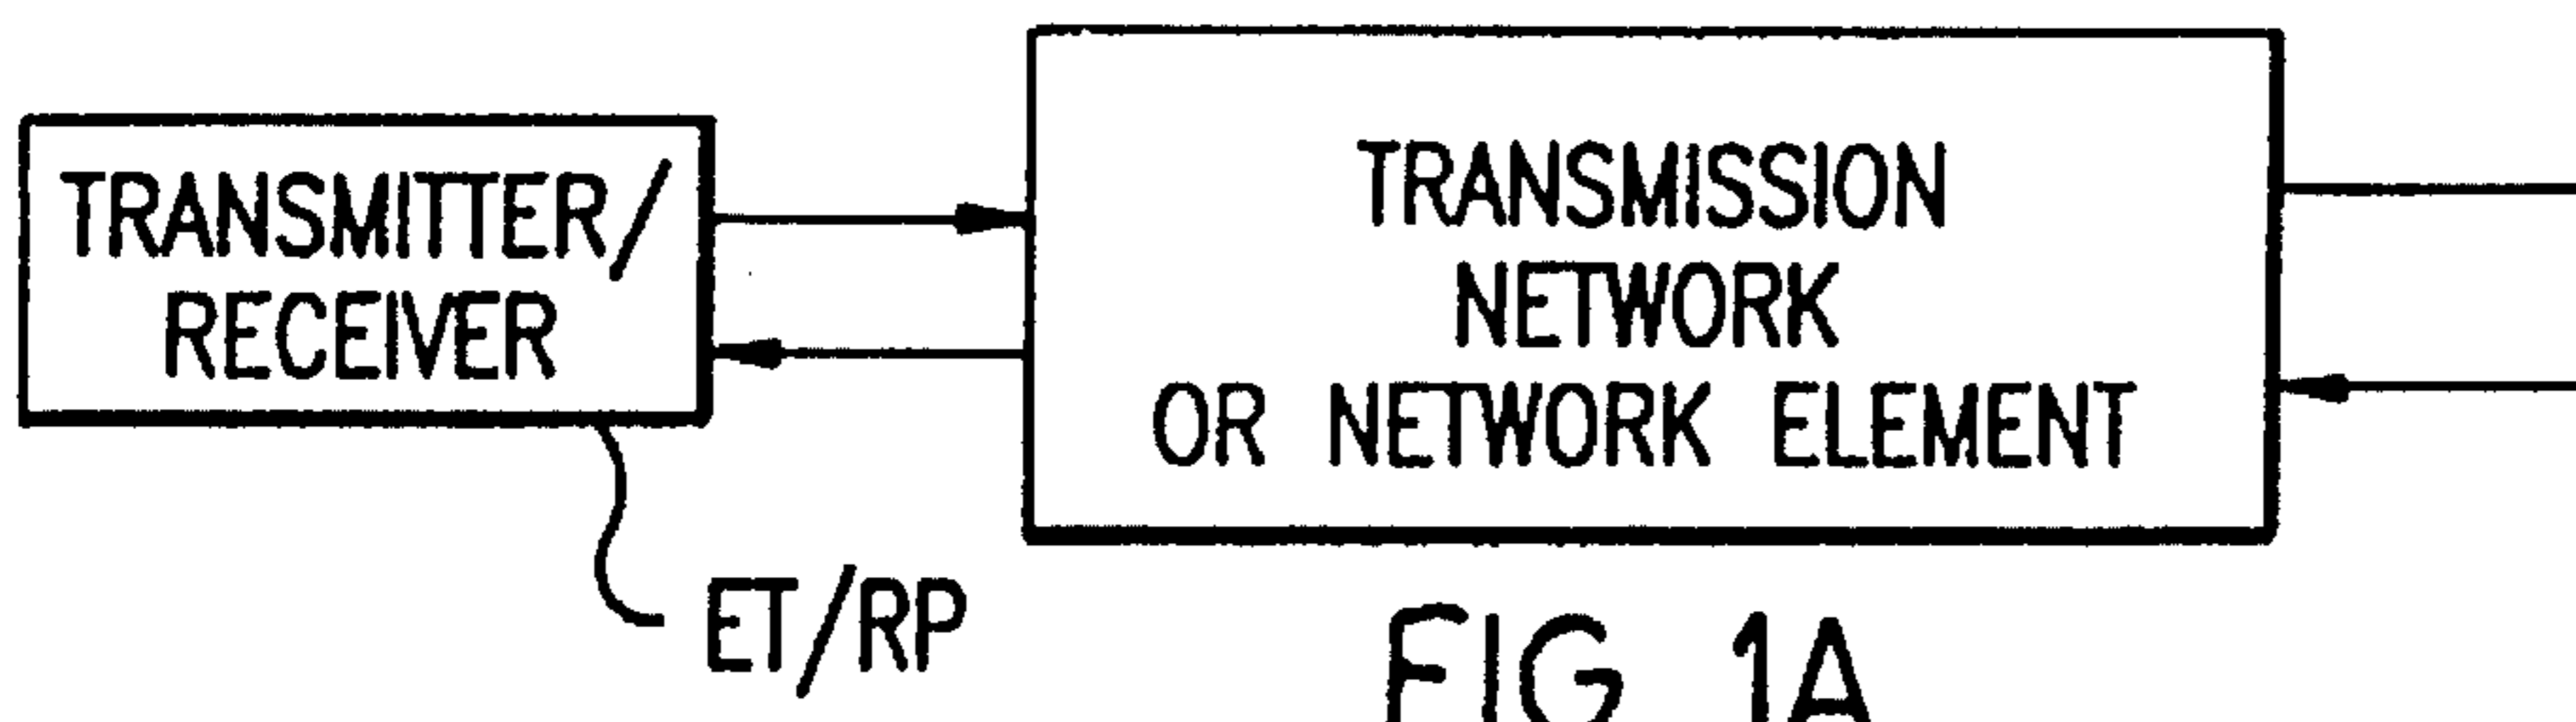 TRANSMITTER/
RECEIVER
TRANSMISSION
NETWORK
OR NETWORK ELEMENT
ET/RP
FIG 1A